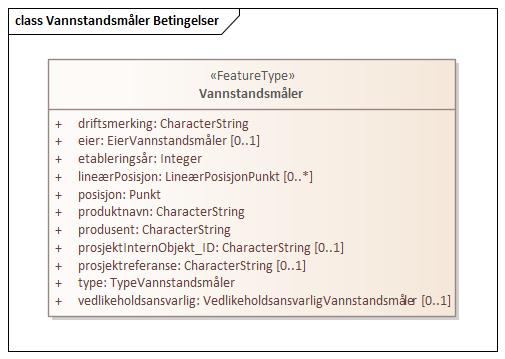 class Vannstandsmåler Betingelser
«FeatureType»
Vannstandsmåler
+ driftsmerking: CharacterString
+ eier: EierVannstandsmåler [0..1]
+ etableringsår: Integer
+ lineærPosisjon: LineærPosisjonPunkt [0..*]
+ posisjon: Punkt
+ produktnavn: CharacterString
+ produsent: CharacterString
+ prosjektInternObjekt_ID: CharacterString [0..1]
+ prosjektreferanse: CharacterString [0..1]
+ type: TypeVannstandsmåler
+ vedlikeholdsansvarlig: VedlikeholdsansvarligVannstandsmåler [0..1]